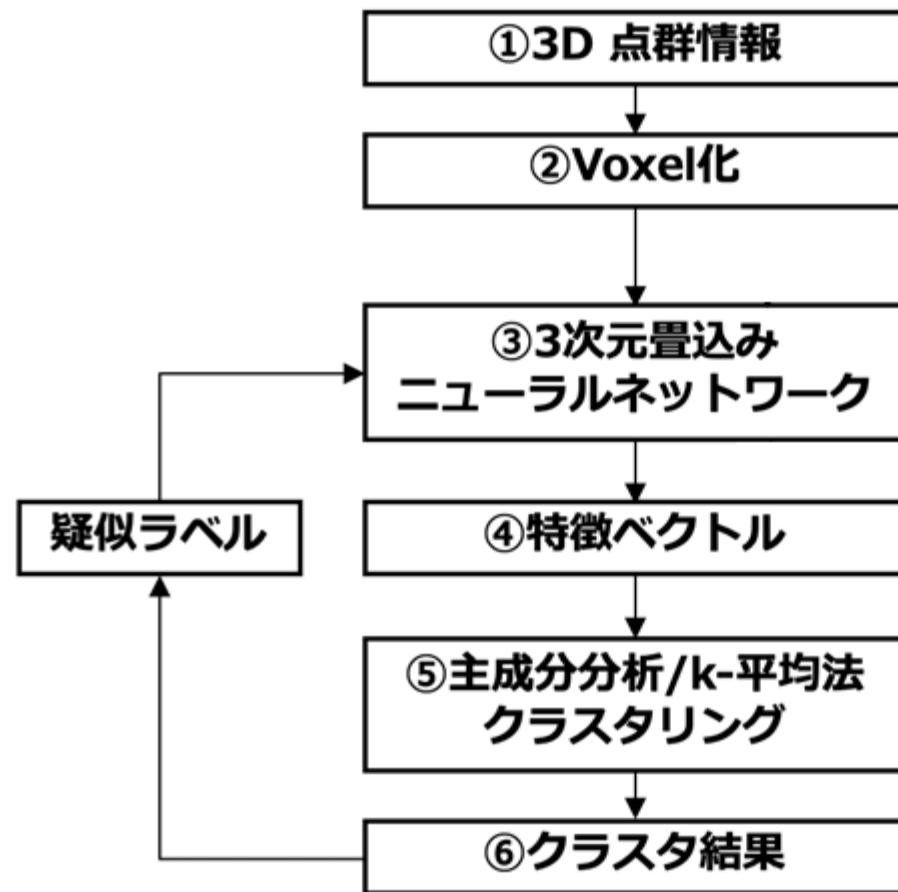 ①3D 点群情報
②Voxel化
③3次元畳込み
ニューラルネットワーク
疑似ラベル
④特徴ベクトル
⑤主成分分析/k-平均法
クラスタリング
⑥クラスタ結果